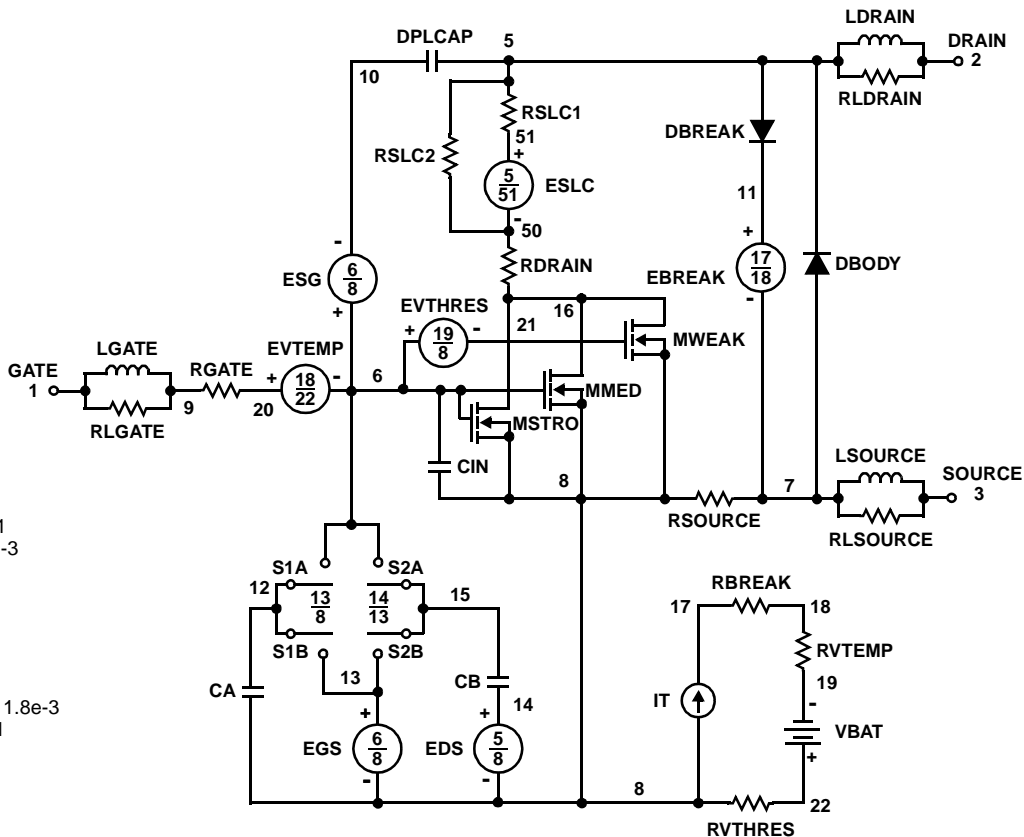 LDRAIN
DPLCAP
5
DRAIN
2
10
RLDRAIN
RSLC1
51
DBREAK
RSLC2
+
5
51
ESLC
11
-
50
-
+
17
18
EBREAK
-
DBODY
ESG
6
8
+
RDRAIN
16
EVTHRES
21
+
19
8
-
MWEAK
LGATE
EVTEMP
GATE
1
RGATE
+
18
22
-
6
MMED
9
20
MSTRO
RLGATE
CIN
LSOURCE
8
7
SOURCE
3
RSOURCE
RLSOURCE
1
-3
S1A
S2A
12
13
8
14
13
15
RBREAK
17
18
S1B
S2B
RVTEMP
13
CB
19
CA
14
IT
-
1.8e-3
1
+
+
VBAT
EGS
6
8
EDS
5
8
-
-
+
8
22
RVTHRES